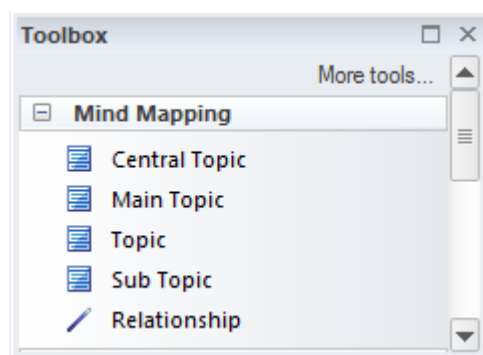 Toolbox
More tools...
Mind Mapping
Central Topic
Main Topic
Topic
Sub Topic
Relationship